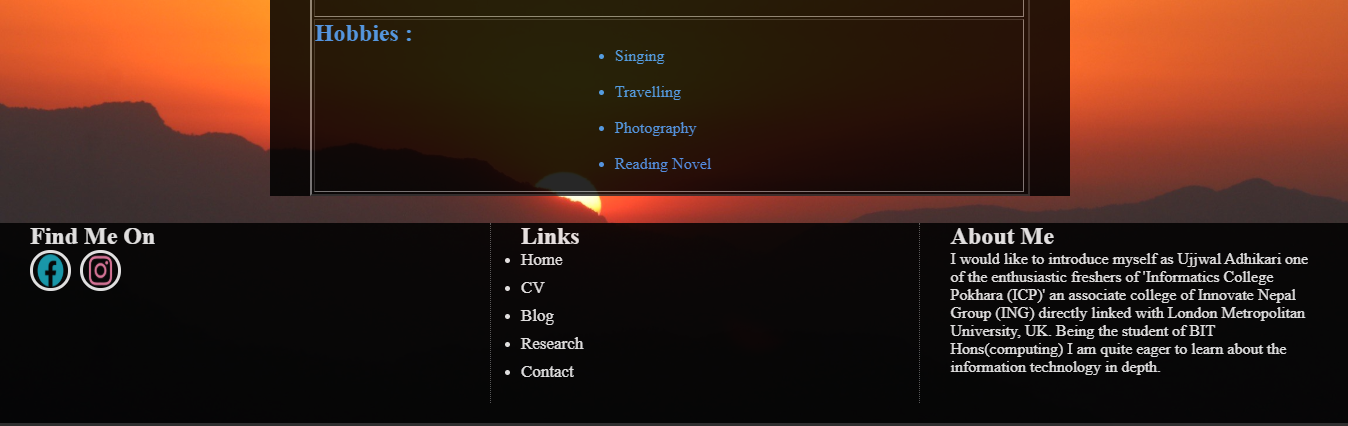 Hobbies :
Singing
Travelling
Photography
Reading Novel
Find Me On
Links
Home
CV
Blog
Research
Contact
About Me
I would like to introduce myself as Ujjwal Adhikari one
of the enthusiastic freshers of 'Informatics College
Pokhara (ICP)' an associate college of Innovate Nepal
Group (ING) directly linked with London Metropolitan
University, UK. Being the student of BIT
Hons(computing) I am quite eager to learn about the
information technology in depth.